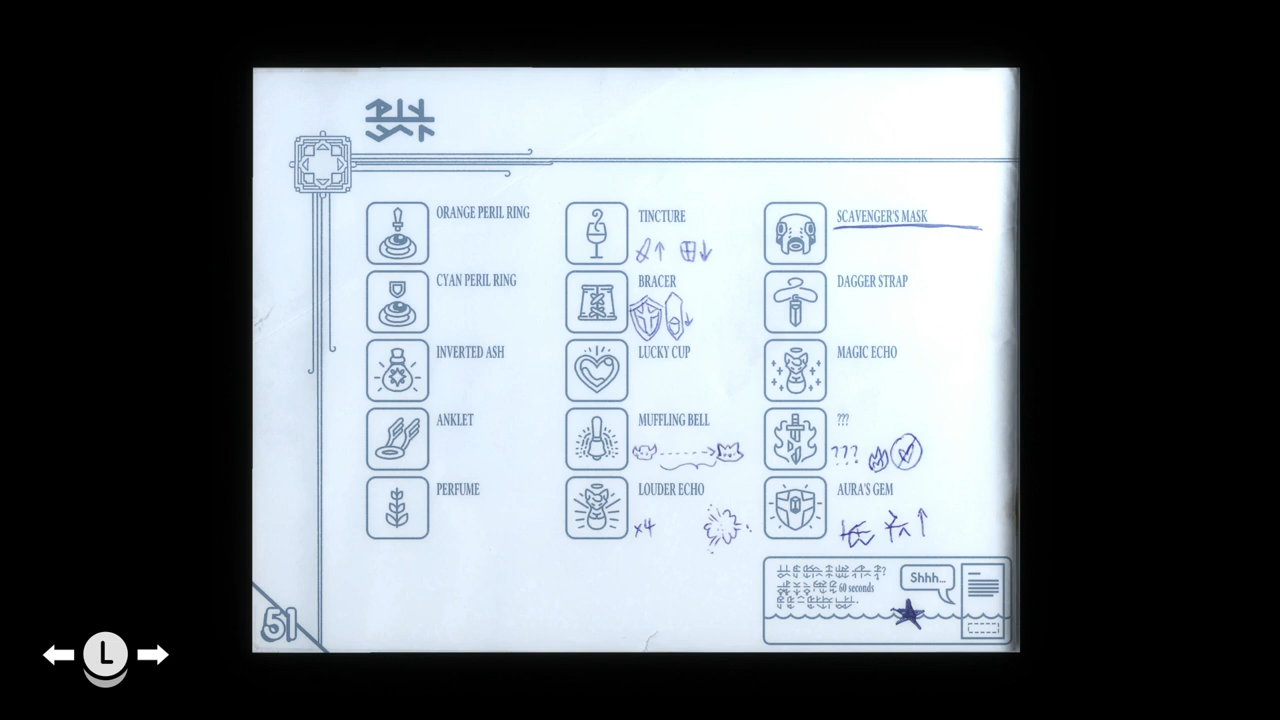 ORANGE PERIL RING
CYAN PERIL RING
INVERTED ASH
ANKLET
PERFUME
TINCTURE
BRACER
LUCKY CUP
MUFFLING BELL
LOUDER ECHO
x4
SCAVENGER'S MASK
DAGGER STRAP
MAGIC ECHO
???
???
AURA'S GEM
60 seconds
Shhh...
51
L